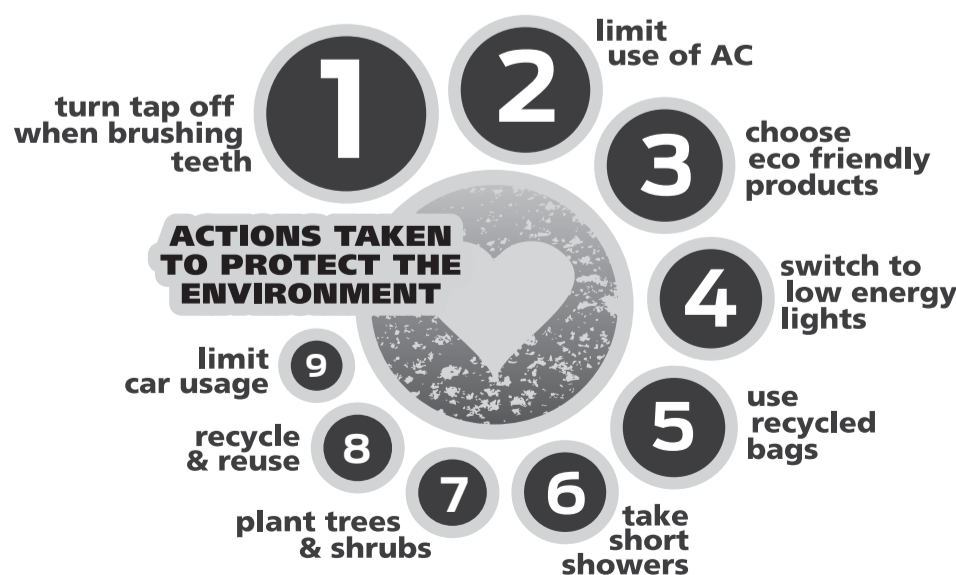 ACTIONS TAKEN
TO PROTECT THE
ENVIRONMENT
1
turn tap off
when brushing
teeth
2
limit
use of AC
3
choose
eco friendly
products
4
switch to
low energy
lights
5
use
recycled
bags
6
take
short
showers
7
plant trees
& shrubs
8
recycle
& reuse
9
limit
car usage